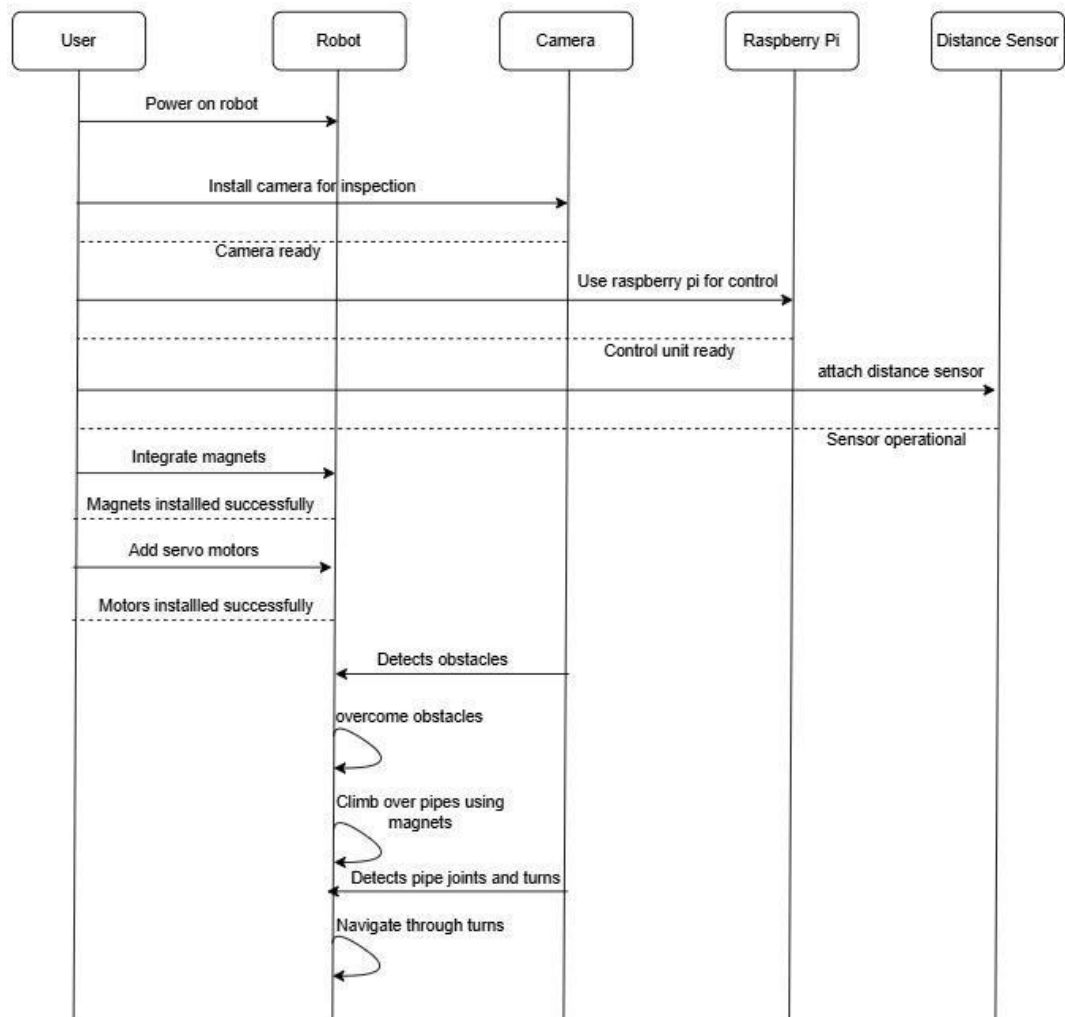 User
Robot
Camera
Raspberry Pi
Distance Sensor
Power on robot
Install camera for inspection
Camera ready
Use raspberry pi for control
Control unit ready
attach distance sensor
Sensor operational
Integrate magnets
Magnets installled successfully
Add servo motors
Motors installled successfully
Detects obstacles
overcome obstacles
Climb over pipes using
magnets
Detects pipe joints and turns
Navigate through turns